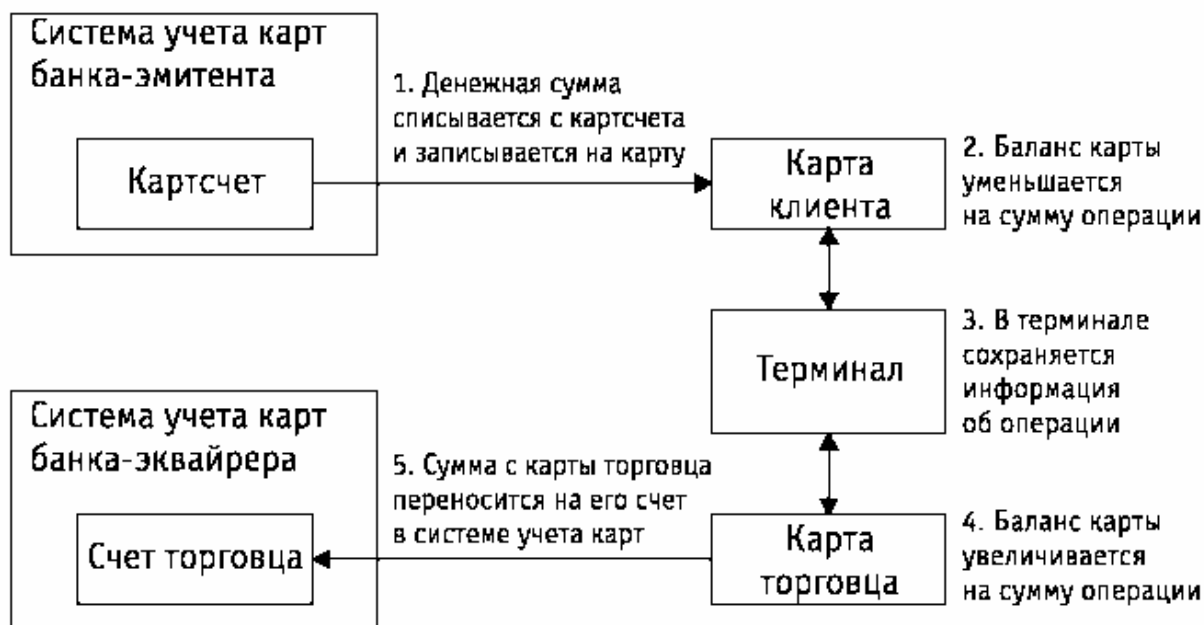 Система учета карт
банка-эмитента
Картсчет
1. Денежная сумма
списывается с картсчета
и записывается на карту
Карта
клиента
2. Баланс карты
уменьшается
на сумму операции
Терминал
3. В терминале
сохраняется
информация
об операции
Система учета карт
банка-эквайрера
Счет торговца
5. Сумма с карты торговца
переносится на его счет
в системе учета карт
Карта
торговца
4. Баланс карты
увеличивается
на сумму операции